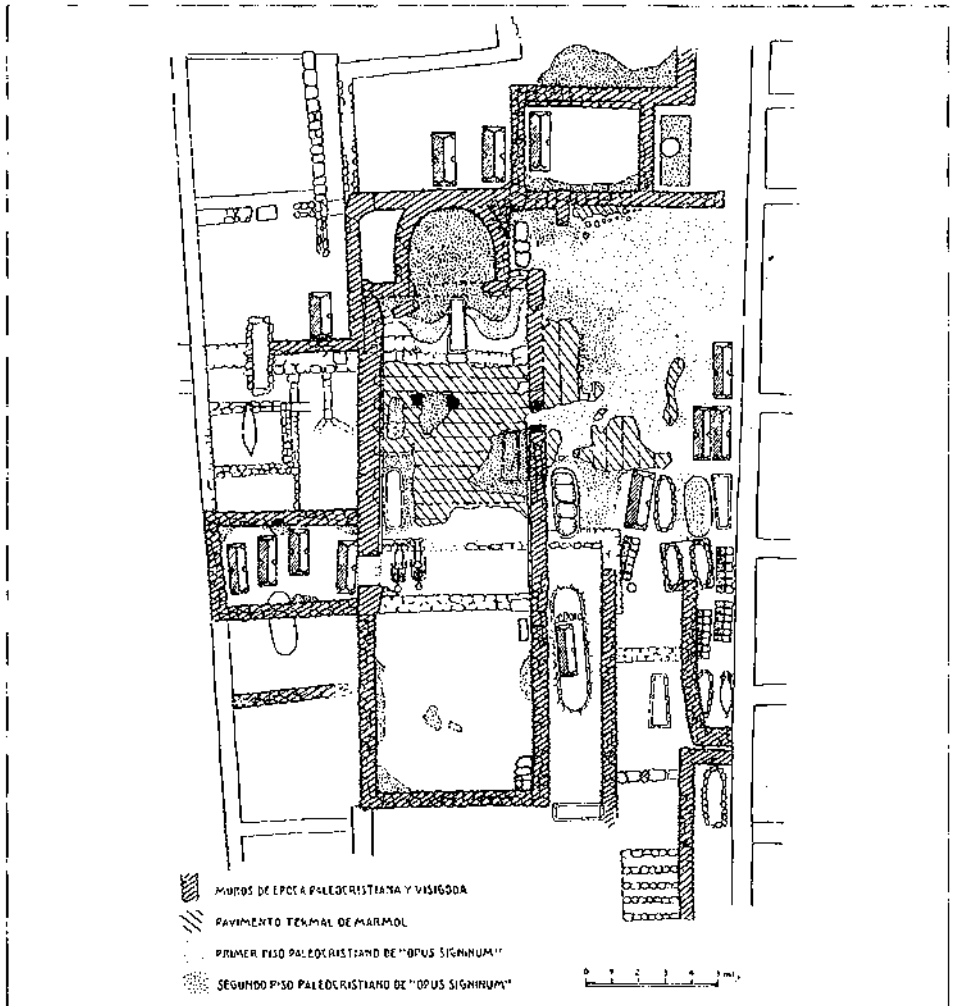 MUROS DE EPOCA PALEOCRISTIANA Y VISIGODA
PAVIMENTO TERMAL DE MARMOL
PRIMER PISO PALEOCRISTIANO DE "OPUS SIGNINUM"
SEGUNDO PISO PALEOCRISTIANO DE "OPUS SIGNINUM"
0 1 2 3 4 5 mt.